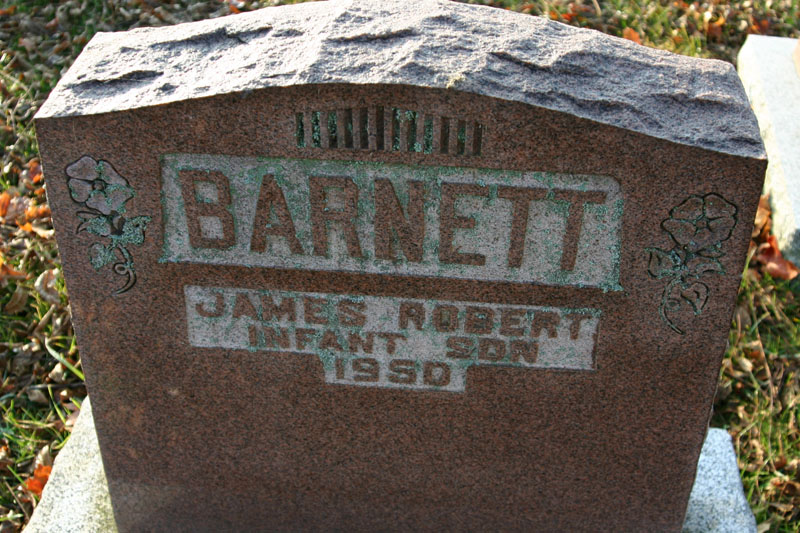 BARNETT
JAMES ROBERT
INFANT SON
1950